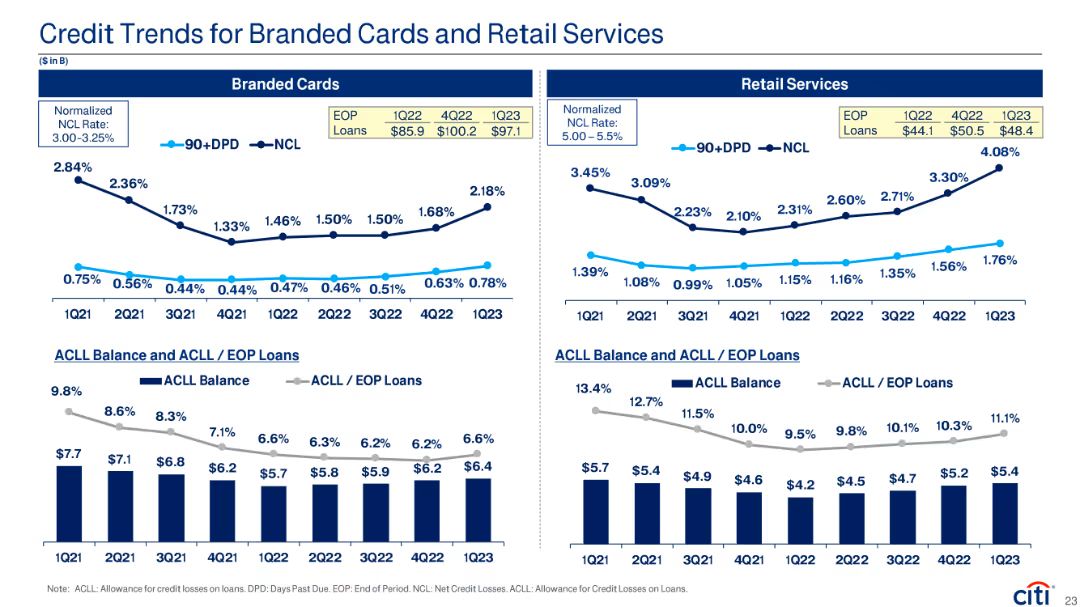 Credit Trends for Branded Cards and Retail Services
($ in B)
Branded Cards
Normalized
NCL Rate:
3.00-3.25%
EOP 1Q22 4Q22 1Q23
Loans $85.9 $100.2 $97.1
90+DPD NCL
2.84% 2.36% 1.73% 1.33% 1.46% 1.50% 1.50% 1.68% 2.18%
0.75% 0.56% 0.44% 0.44% 0.47% 0.46% 0.51% 0.63% 0.78%
1Q21 2Q21 3Q21 4Q21 1Q22 2Q22 3Q22 4Q22 1Q23
ACLL Balance and ACLL / EOP Loans
ACLL Balance ACLL / EOP Loans
9.8% 8.6% 8.3% 7.1% 6.6% 6.3% 6.2% 6.2% 6.6%
$7.7 $7.1 $6.8 $6.2 $5.7 $5.8 $5.9 $6.2 $6.4
1Q21 2Q21 3Q21 4Q21 1Q22 2Q22 3Q22 4Q22 1Q23
Retail Services
Normalized
NCL Rate:
5.00 – 5.5%
EOP 1Q22 4Q22 1Q23
Loans $44.1 $50.5 $48.4
90+DPD NCL
3.45% 3.09% 2.23% 2.10% 2.31% 2.60% 2.71% 3.30% 4.08%
1.39% 1.08% 0.99% 1.05% 1.15% 1.16% 1.35% 1.56% 1.76%
1Q21 2Q21 3Q21 4Q21 1Q22 2Q22 3Q22 4Q22 1Q23
ACLL Balance and ACLL / EOP Loans
ACLL Balance ACLL / EOP Loans
13.4% 12.7% 11.5% 10.0% 9.5% 9.8% 10.1% 10.3% 11.1%
$5.7 $5.4 $4.9 $4.6 $4.2 $4.5 $4.7 $5.2 $5.4
1Q21 2Q21 3Q21 4Q21 1Q22 2Q22 3Q22 4Q22 1Q23
Note: ACLL: Allowance for credit losses on loans. DPD: Days Past Due. EOP: End of Period. NCL: Net Credit Losses. ACLL: Allowance for Credit Losses on Loans.
citi
23